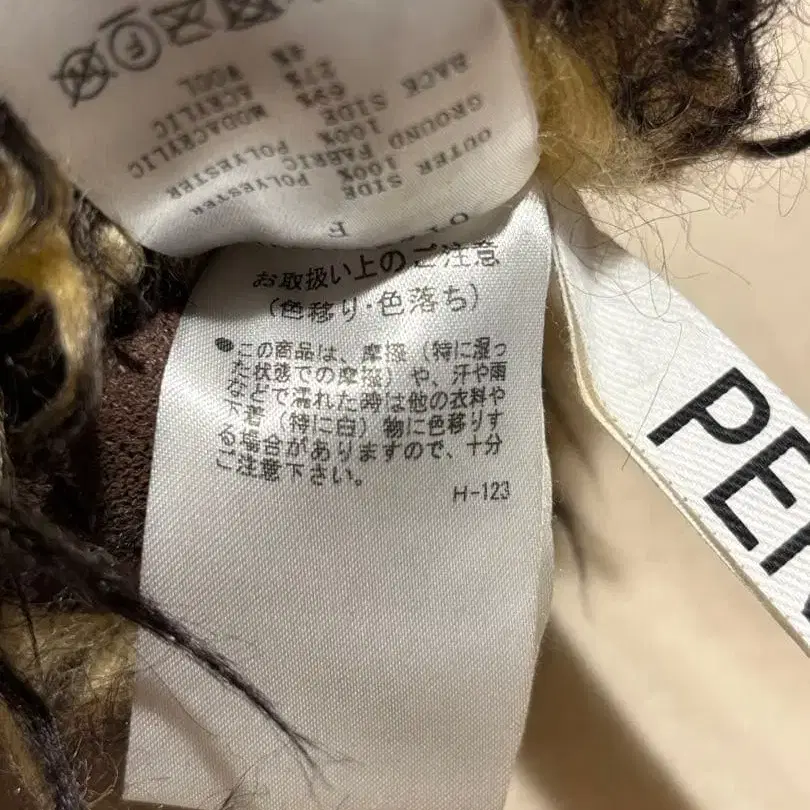 F
OUTER SIDE
100% POLYESTER
GROUND FABRIC
100% POLYESTER
BACK SIDE
69% MODACRYLIC
27% ACRYLIC
4% WOOL
F
お取扱い上のご注意
(色移り・色落ち)
●この商品は、摩擦(特に湿っ
た状態での摩擦)や、汗や雨
などで濡れた時は他の衣料や
下着(特に白)物に色移りす
る場合がありますので、十分
ご注意下さい。
H-123
PE